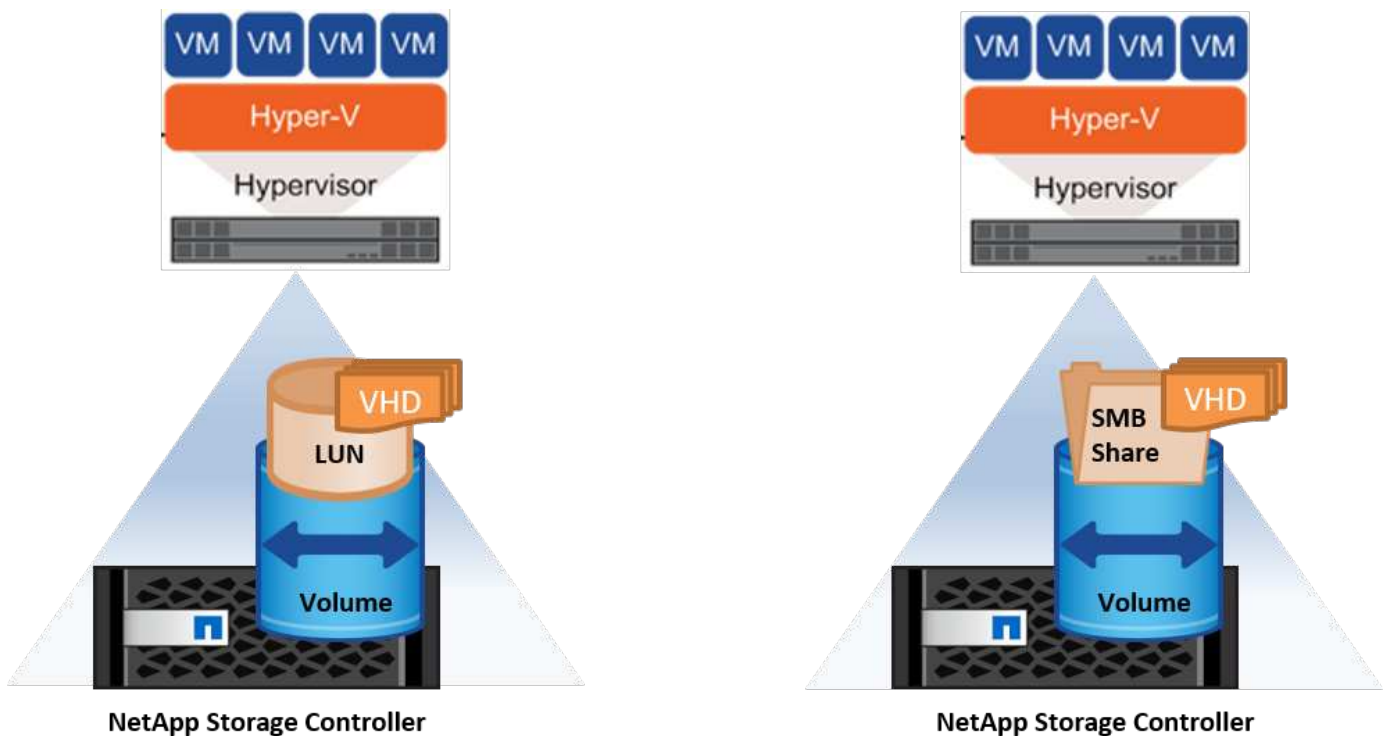 VM VM VM VM
Hyper-V
Hypervisor
VHD
LUN
Volume
NetApp Storage Controller
VM VM VM VM
Hyper-V
Hypervisor
VHD
SMB
Share
Volume
NetApp Storage Controller